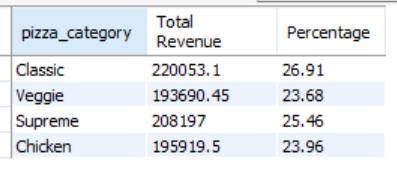 pizza_category Total Revenue Percentage
Classic 220053.1 26.91
Veggie 193690.45 23.68
Supreme 208197 25.46
Chicken 195919.5 23.96